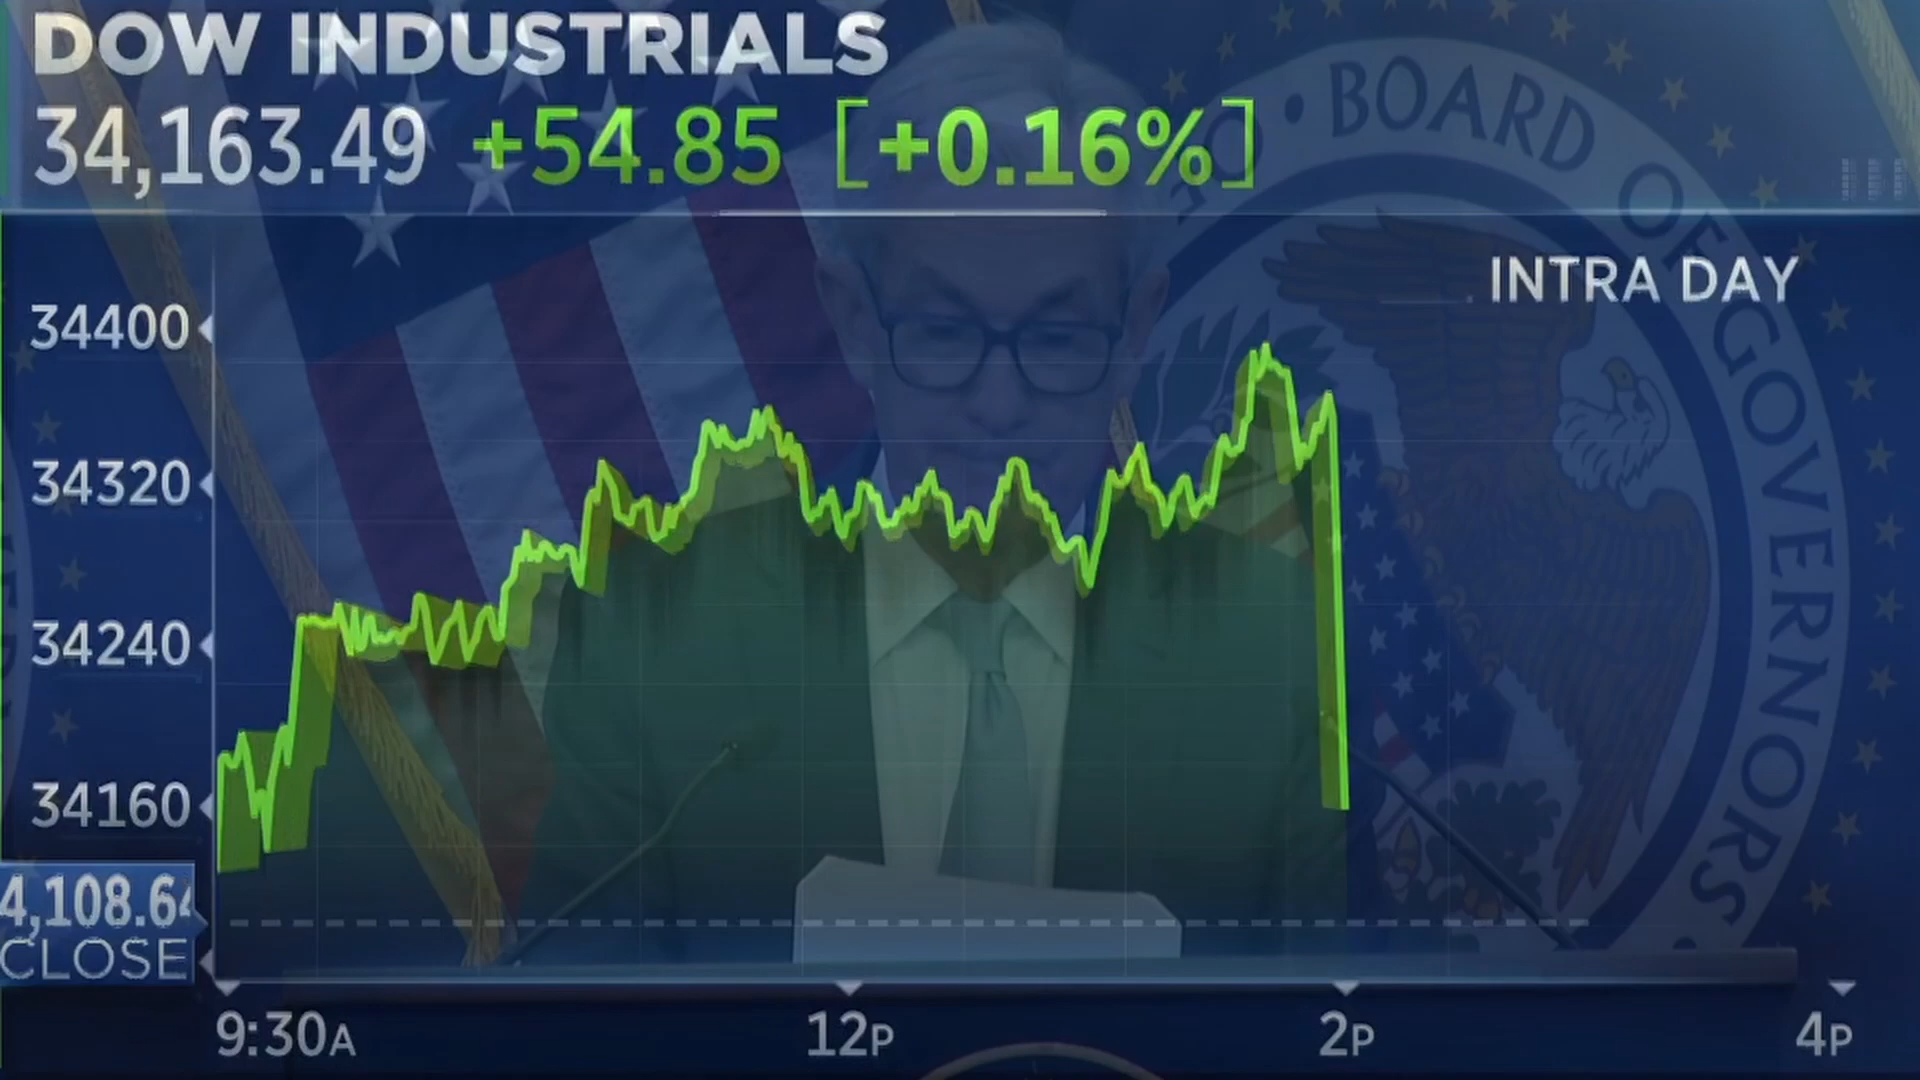 DOW INDUSTRIALS
34,163.49 +54.85 [+0.16%]
INTRA DAY
34400
34320
34240
34160
4,108.64
CLOSE
9:30A 12P 2P 4P
BOARD OF GOVERNORS